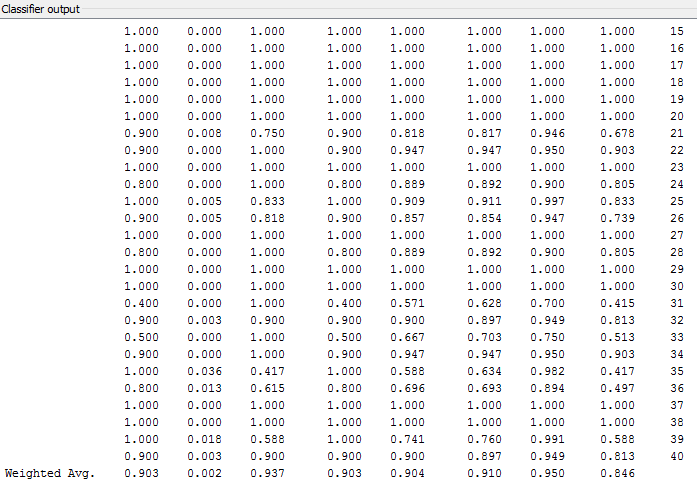 Classifier output
1.000 0.000 1.000 1.000 1.000 1.000 1.000 1.000 15
1.000 0.000 1.000 1.000 1.000 1.000 1.000 1.000 16
1.000 0.000 1.000 1.000 1.000 1.000 1.000 1.000 17
1.000 0.000 1.000 1.000 1.000 1.000 1.000 1.000 18
1.000 0.000 1.000 1.000 1.000 1.000 1.000 1.000 19
1.000 0.000 1.000 1.000 1.000 1.000 1.000 1.000 20
0.900 0.008 0.750 0.900 0.818 0.817 0.946 0.678 21
0.900 0.000 1.000 0.900 0.947 0.947 0.950 0.903 22
1.000 0.000 1.000 1.000 1.000 1.000 1.000 1.000 23
0.800 0.000 1.000 0.800 0.889 0.892 0.900 0.805 24
1.000 0.005 0.833 1.000 0.909 0.911 0.997 0.833 25
0.900 0.005 0.818 0.900 0.857 0.854 0.947 0.739 26
1.000 0.000 1.000 1.000 1.000 1.000 1.000 1.000 27
0.800 0.000 1.000 0.800 0.889 0.892 0.900 0.805 28
1.000 0.000 1.000 1.000 1.000 1.000 1.000 1.000 29
1.000 0.000 1.000 1.000 1.000 1.000 1.000 1.000 30
0.400 0.000 1.000 0.400 0.571 0.628 0.700 0.415 31
0.900 0.003 0.900 0.900 0.900 0.897 0.949 0.813 32
0.500 0.000 1.000 0.500 0.667 0.703 0.750 0.513 33
0.900 0.000 1.000 0.900 0.947 0.947 0.950 0.903 34
1.000 0.036 0.417 1.000 0.588 0.634 0.982 0.417 35
0.800 0.013 0.615 0.800 0.696 0.693 0.894 0.497 36
1.000 0.000 1.000 1.000 1.000 1.000 1.000 1.000 37
1.000 0.000 1.000 1.000 1.000 1.000 1.000 1.000 38
1.000 0.018 0.588 1.000 0.741 0.760 0.991 0.588 39
0.900 0.003 0.900 0.900 0.900 0.897 0.949 0.813 40
Weighted Avg. 0.903 0.002 0.937 0.903 0.904 0.910 0.950 0.846